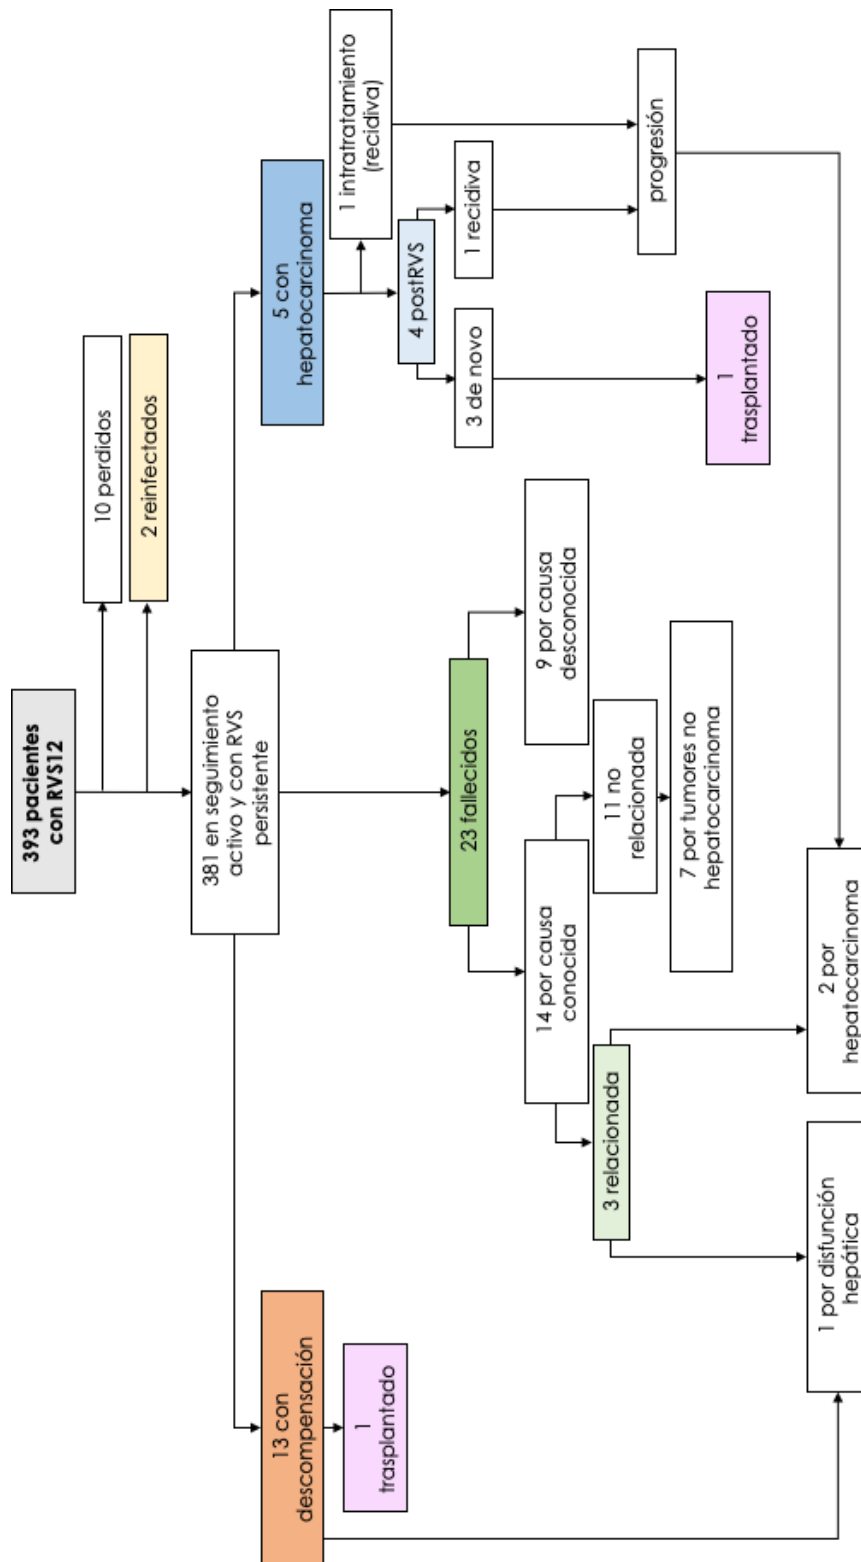 393 pacientes
con RVS12
10 perdidos
2 reinfectados
381 en seguimiento
activo y con RVS
persistente
13 con
descompensación
1
trasplantado
23 fallecidos
14 por causa
conocida
9 por causa
desconocida
3 relacionada
11 no
relacionada
7 por tumores no
hepatocarcinoma
1 por disfunción
hepática
2 por
hepatocarcinoma
5 con
hepatocarcinoma
1 intratratamiento
(recidiva)
4 postRVS
3 de novo
1 recidiva
1
trasplantado
progresión